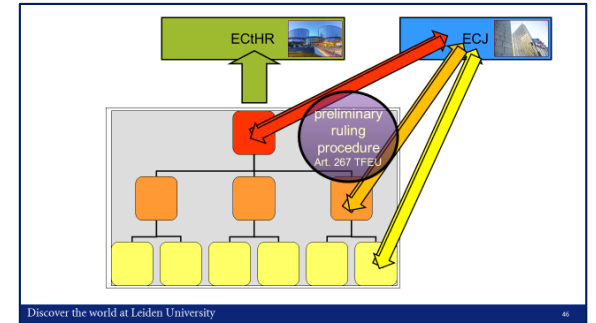 ECtHR
ECJ
preliminary
ruling
procedure
Art. 267 TFEU
Discover the world at Leiden University
46